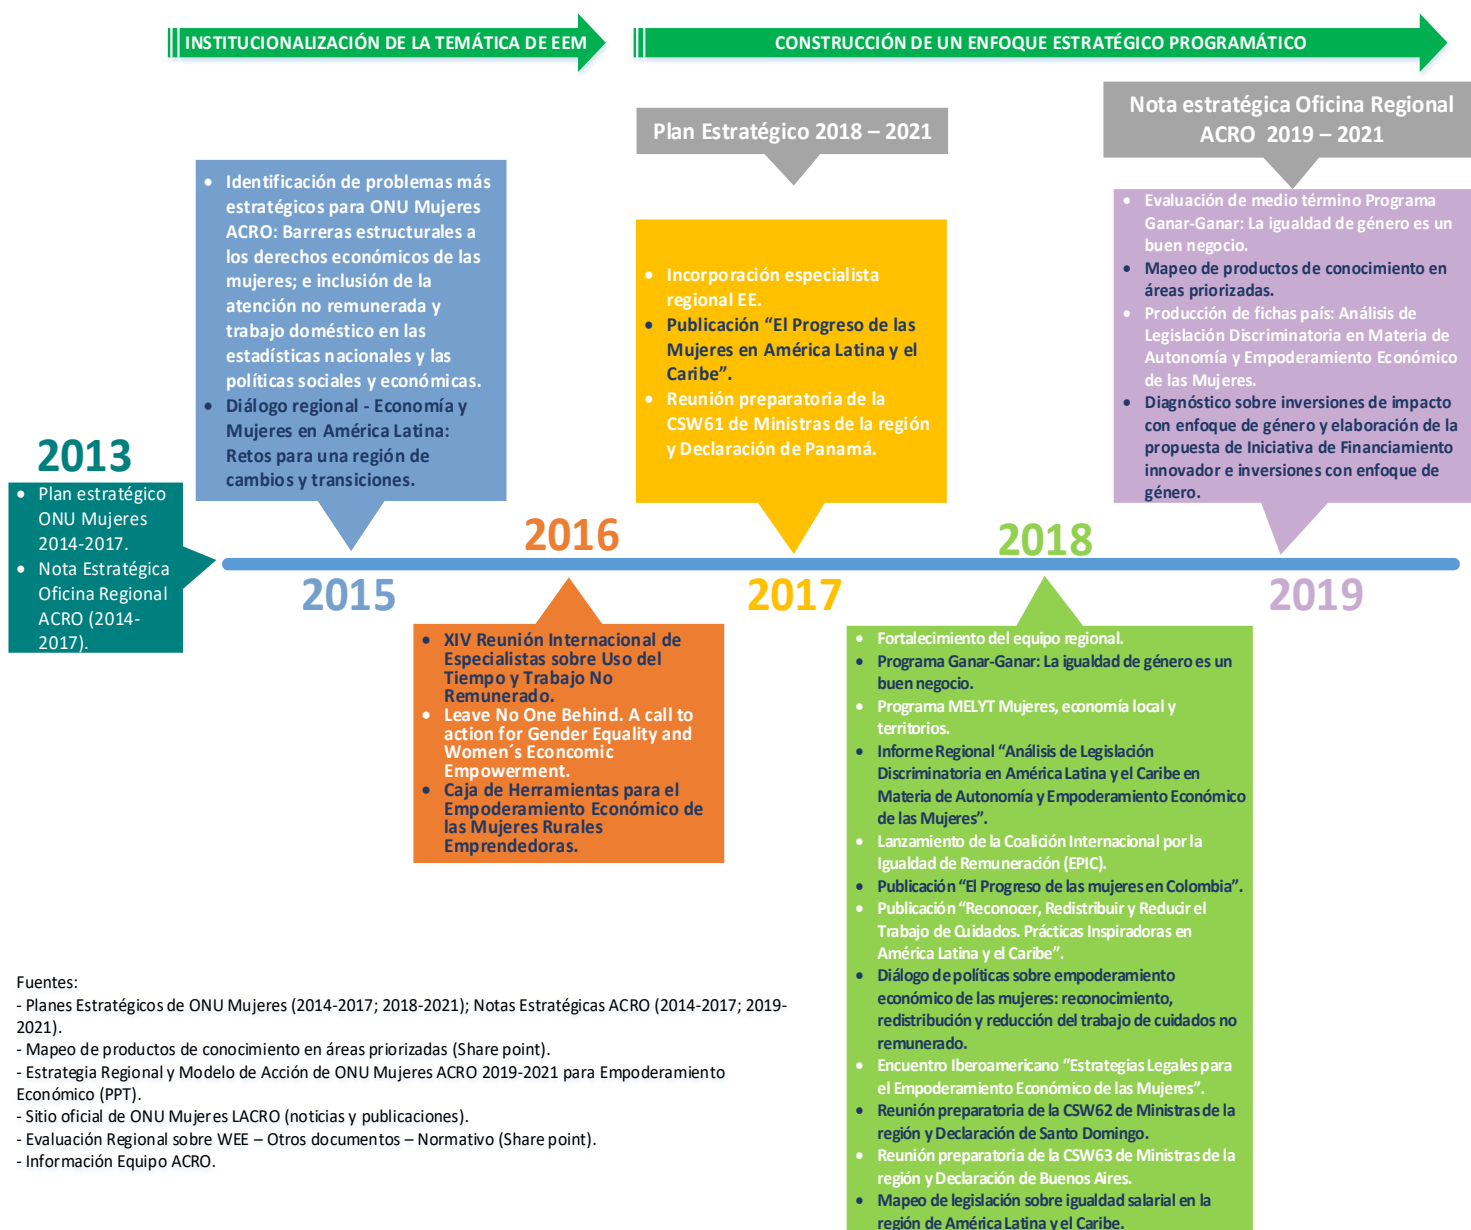 INSTITUCIONALIZACIÓN DE LA TEMÁTICA DE EEM
CONSTRUCCIÓN DE UN ENFOQUE ESTRATÉGICO PROGRAMÁTICO
Plan Estratégico 2018 – 2021
Nota estratégica Oficina Regional
ACRO 2019 – 2021
2013
• Plan estratégico
ONU Mujeres
2014-2017.
• Nota Estratégica
Oficina Regional
ACRO (2014-
2017).
• Identificación de problemas más
estratégicos para ONU Mujeres
ACRO: Barreras estructurales a
los derechos económicos de las
mujeres; e inclusión de la
atención no remunerada y
trabajo doméstico en las
estadísticas nacionales y las
políticas sociales y económicas.
• Diálogo regional - Economía y
Mujeres en América Latina:
Retos para una región de
cambios y transiciones.
2015
2016
• XIV Reunión Internacional de
Especialistas sobre Uso del
Tiempo y Trabajo No
Remunerado.
• Leave No One Behind. A call to
action for Gender Equality and
Women´s Econcomic
Empowerment.
• Caja de Herramientas para el
Empoderamiento Económico de
las Mujeres Rurales
Emprendedoras.
• Incorporación especialista
regional EE.
• Publicación “El Progreso de las
Mujeres en América Latina y el
Caribe”.
• Reunión preparatoria de la
CSW61 de Ministras de la región
y Declaración de Panamá.
2017
2018
• Fortalecimiento del equipo regional.
• Programa Ganar-Ganar: La igualdad de género es un
buen negocio.
• Programa MELYT Mujeres, economía local y
territorios.
• Informe Regional “Análisis de Legislación
Discriminatoria en América Latina y el Caribe en
Materia de Autonomía y Empoderamiento Económico
de las Mujeres”.
• Lanzamiento de la Coalición Internacional por la
Igualdad de Remuneración (EPIC).
• Publicación “El Progreso de las mujeres en Colombia”.
• Publicación “Reconocer, Redistribuir y Reducir el
Trabajo de Cuidados. Prácticas Inspiradoras en
América Latina y el Caribe”.
• Diálogo de políticas sobre empoderamiento
económico de las mujeres: reconocimiento,
redistribución y reducción del trabajo de cuidados no
remunerado.
• Encuentro Iberoamericano “Estrategias Legales para
el Empoderamiento Económico de las Mujeres”.
• Reunión preparatoria de la CSW62 de Ministras de la
región y Declaración de Santo Domingo.
• Reunión preparatoria de la CSW63 de Ministras de la
región y Declaración de Buenos Aires.
• Mapeo de legislación sobre igualdad salarial en la
región de América Latina y el Caribe.
• Evaluación de medio término Programa
Ganar-Ganar: La igualdad de género es un
buen negocio.
• Mapeo de productos de conocimiento en
áreas priorizadas.
• Producción de fichas país: Análisis de
Legislación Discriminatoria en Materia de
Autonomía y Empoderamiento Económico
de las Mujeres.
• Diagnóstico sobre inversiones de impacto
con enfoque de género y elaboración de la
propuesta de Iniciativa de Financiamiento
innovador e inversiones con enfoque de
género.
2019
Fuentes:
- Planes Estratégicos de ONU Mujeres (2014-2017; 2018-2021); Notas Estratégicas ACRO (2014-2017; 2019-
2021).
- Mapeo de productos de conocimiento en áreas priorizadas (Share point).
- Estrategia Regional y Modelo de Acción de ONU Mujeres ACRO 2019-2021 para Empoderamiento
Económico (PPT).
- Sitio oficial de ONU Mujeres LACRO (noticias y publicaciones).
- Evaluación Regional sobre WEE – Otros documentos – Normativo (Share point).
- Información Equipo ACRO.